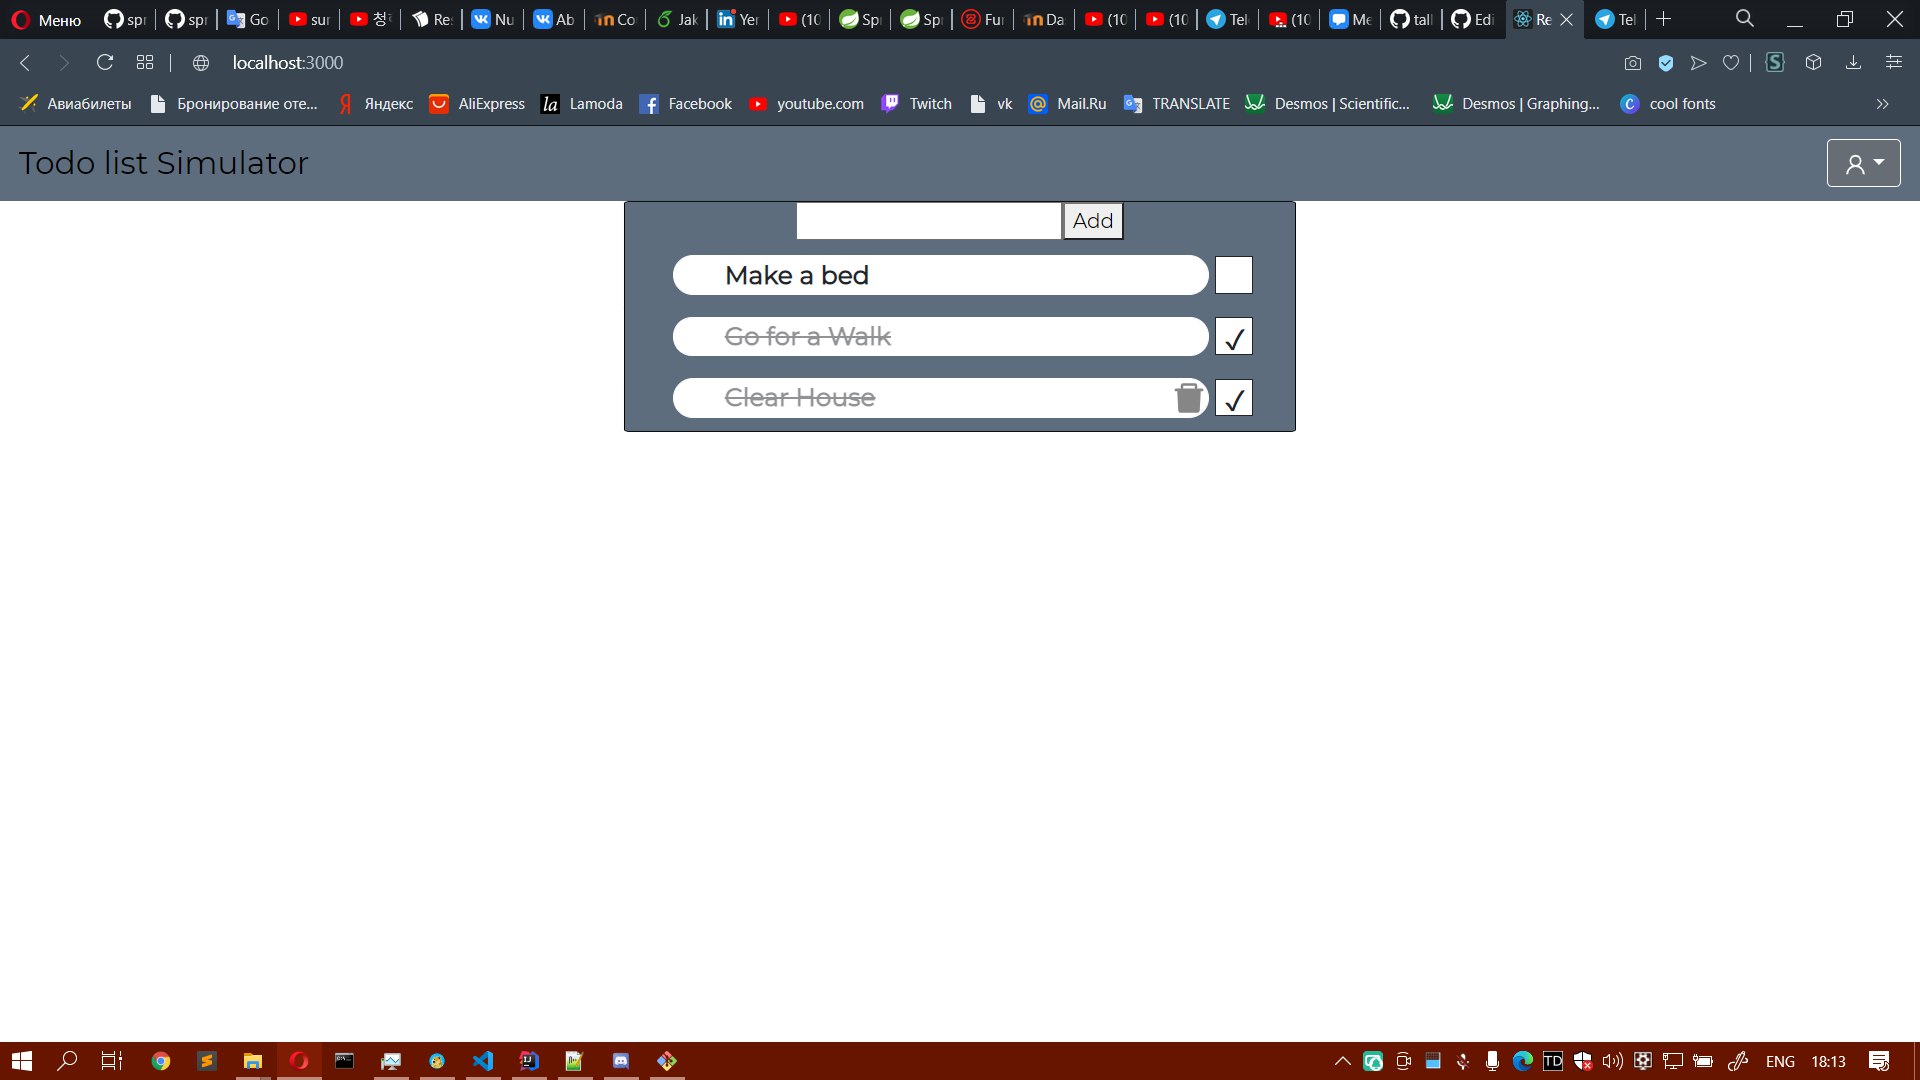 Меню spr spr Go sur 청ᄒ Re: Nu Ab Co Jak Yer (10 Spr Spr Fur Da (10 (10 Tele (10 Me tall Edi Re Tel
localhost:3000
Авиабилеты Бронирование оте... Яндекс AliExpress la Lamoda Facebook youtube.com Twitch vk Mail.Ru TRANSLATE Desmos | Scientific... Desmos | Graphing... cool fonts
Todo list Simulator
Add
Make a bed
Go for a Walk
Clear House
ENG 18:13